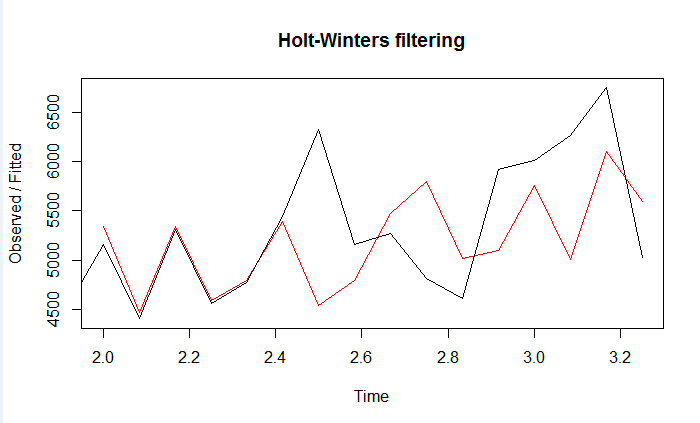 Holt-Winters filtering
Observed / Fitted
6500
6000
5500
5000
4500
2.0 2.2 2.4 2.6 2.8 3.0 3.2
Time